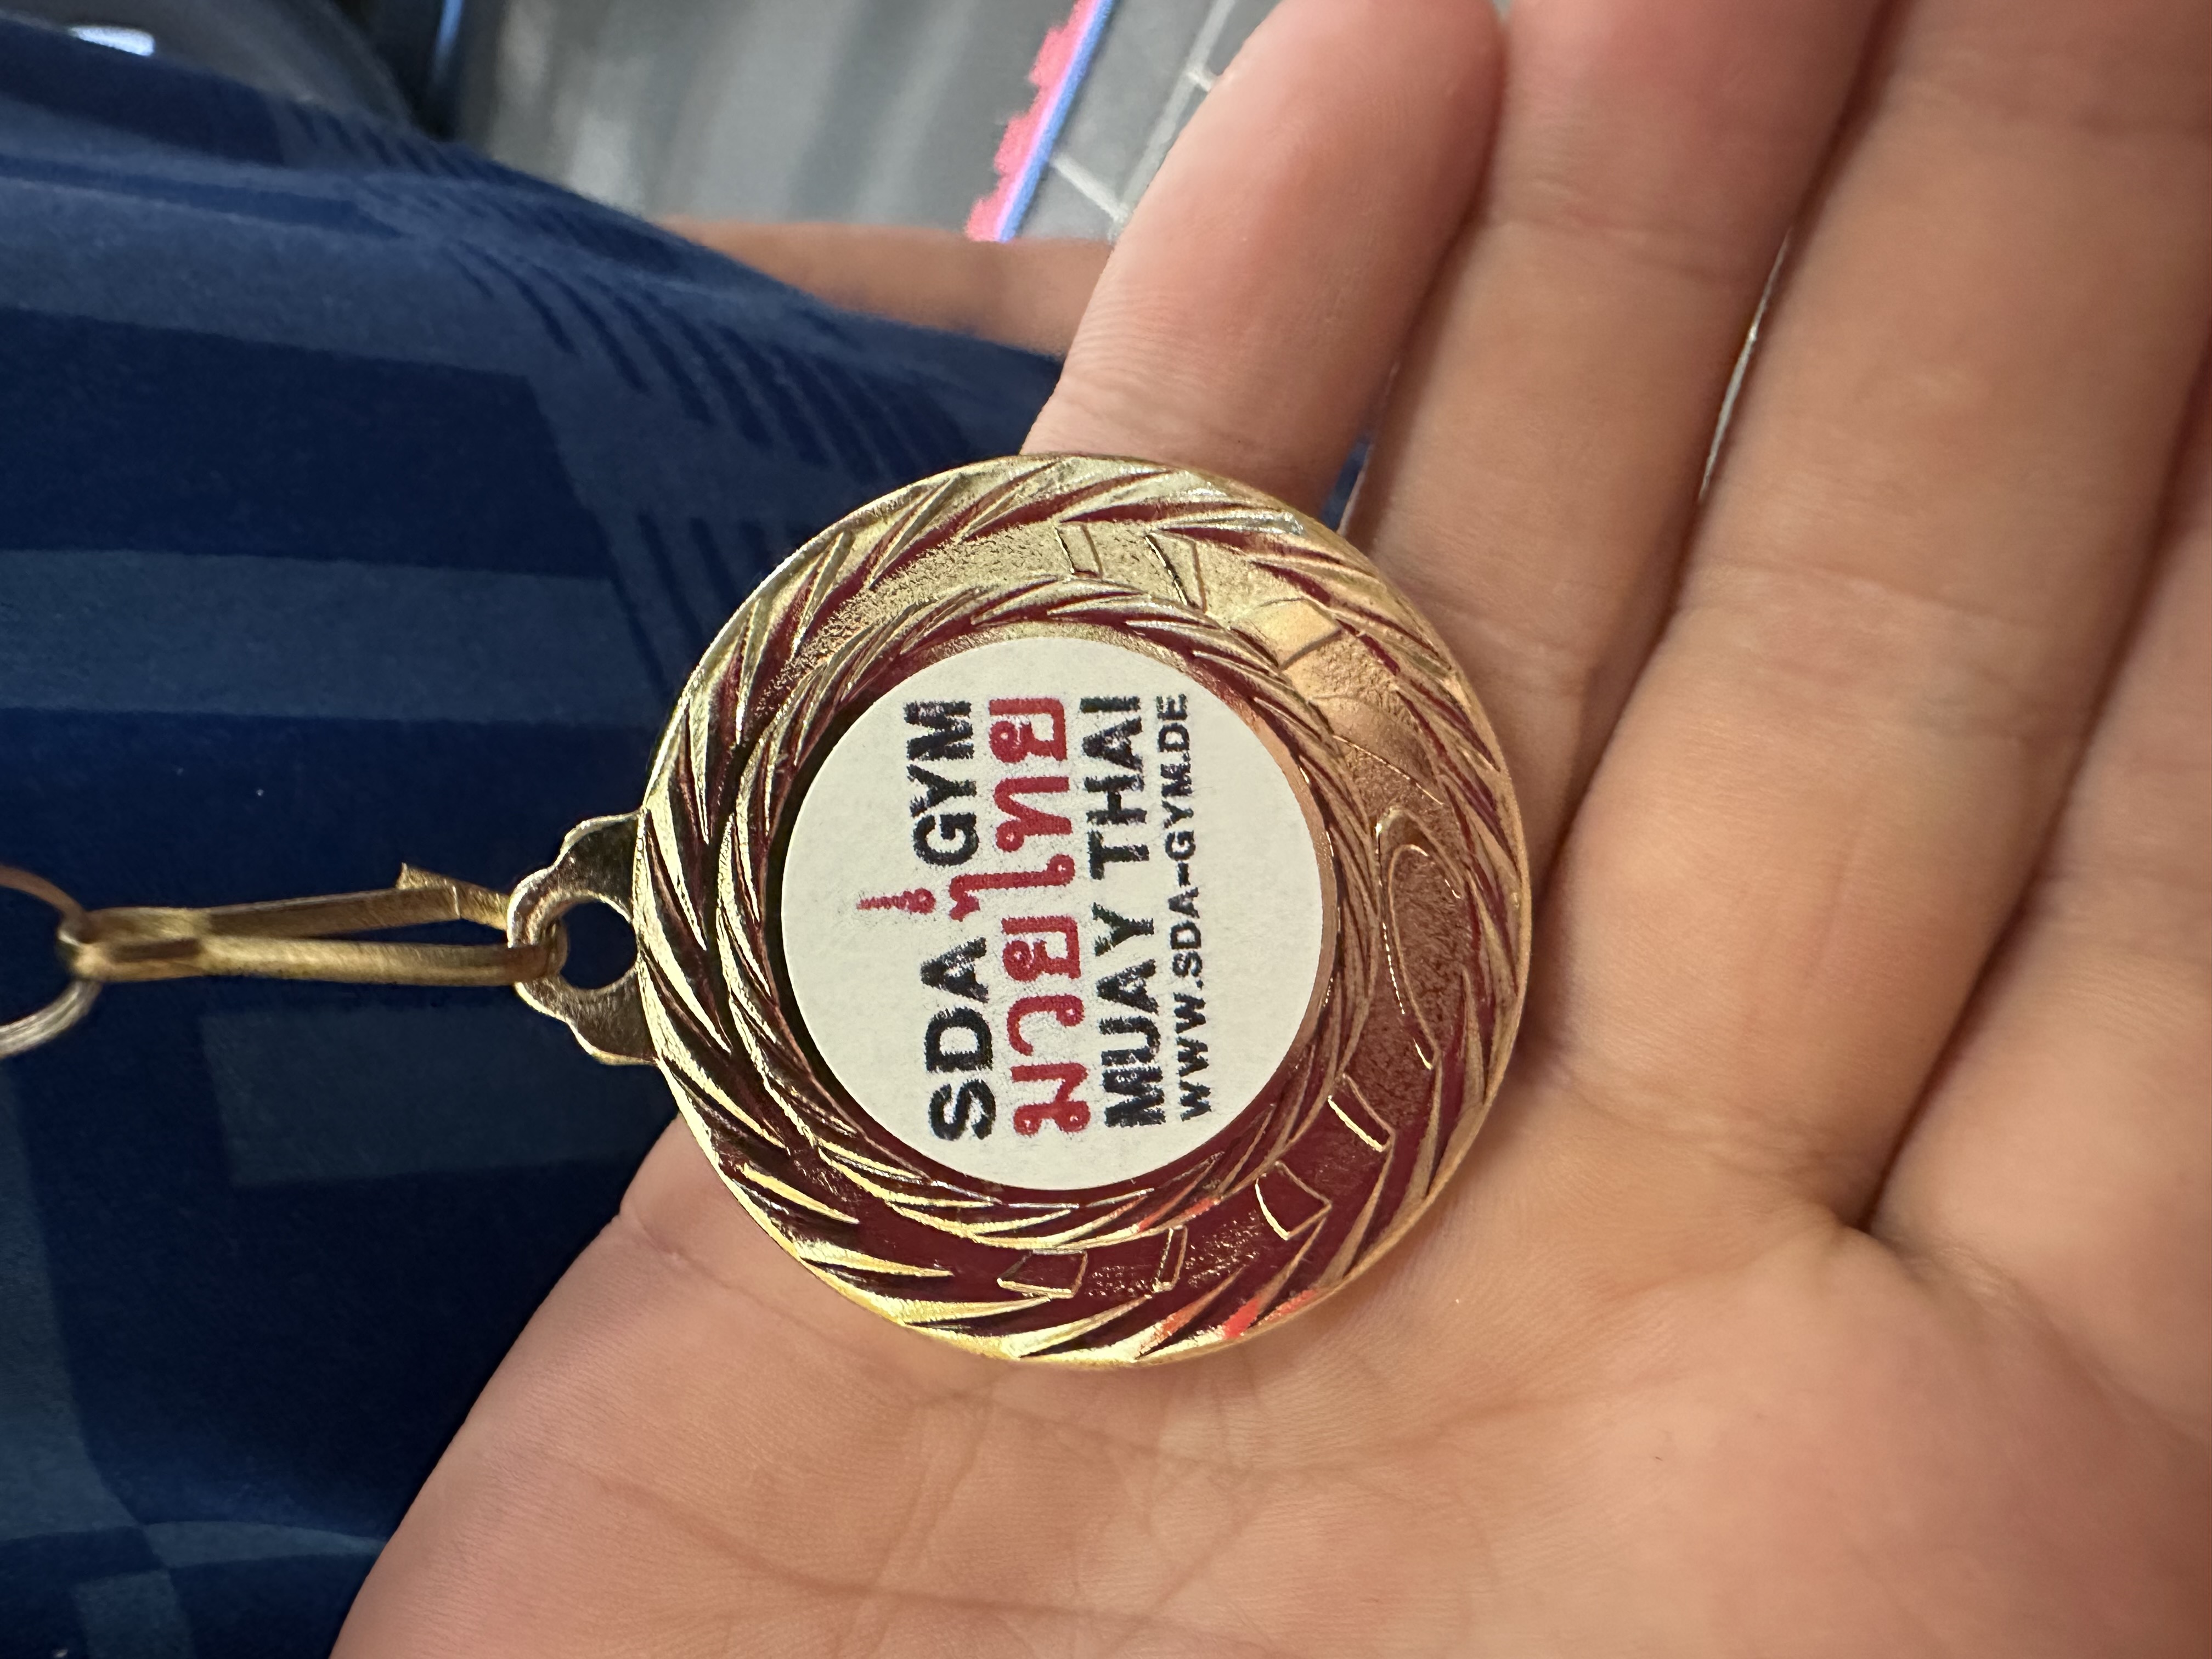 SDA GYM
มวยไทย
MUAY THAI
WWW.SDA-GYM.DE